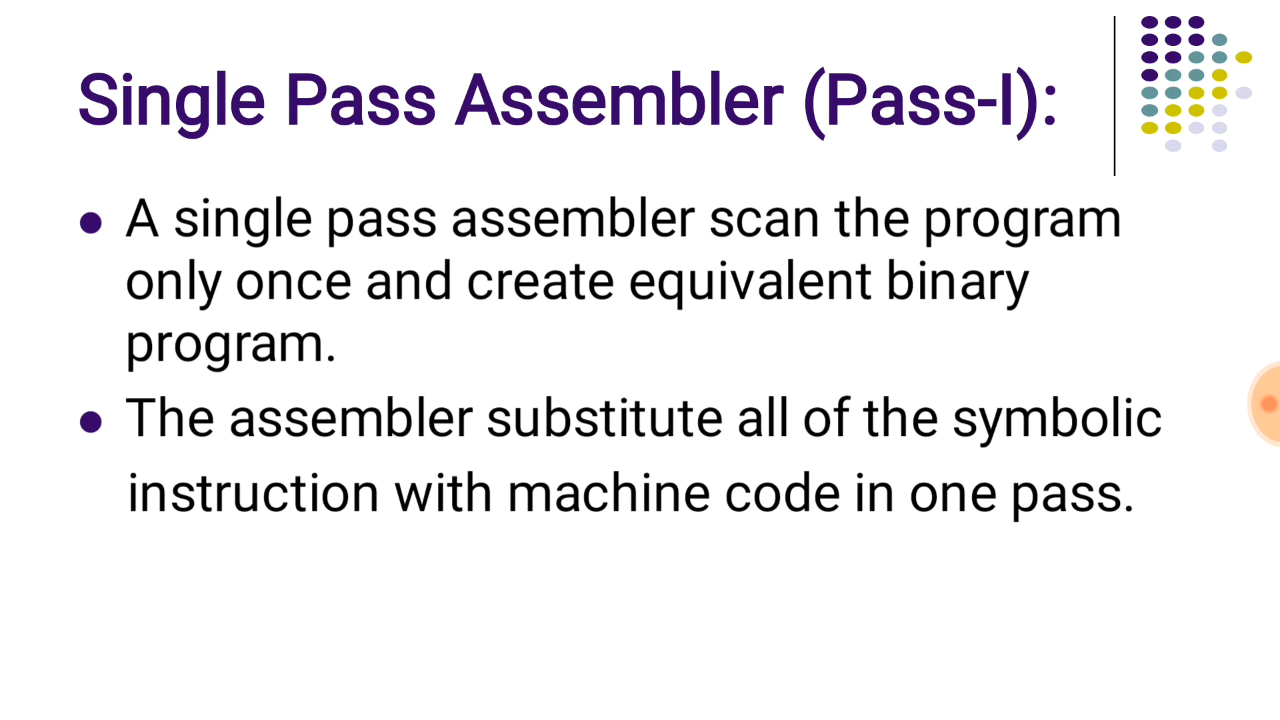 Single Pass Assembler (Pass-I):
A single pass assembler scan the program
only once and create equivalent binary
program.
The assembler substitute all of the symbolic
instruction with machine code in one pass.